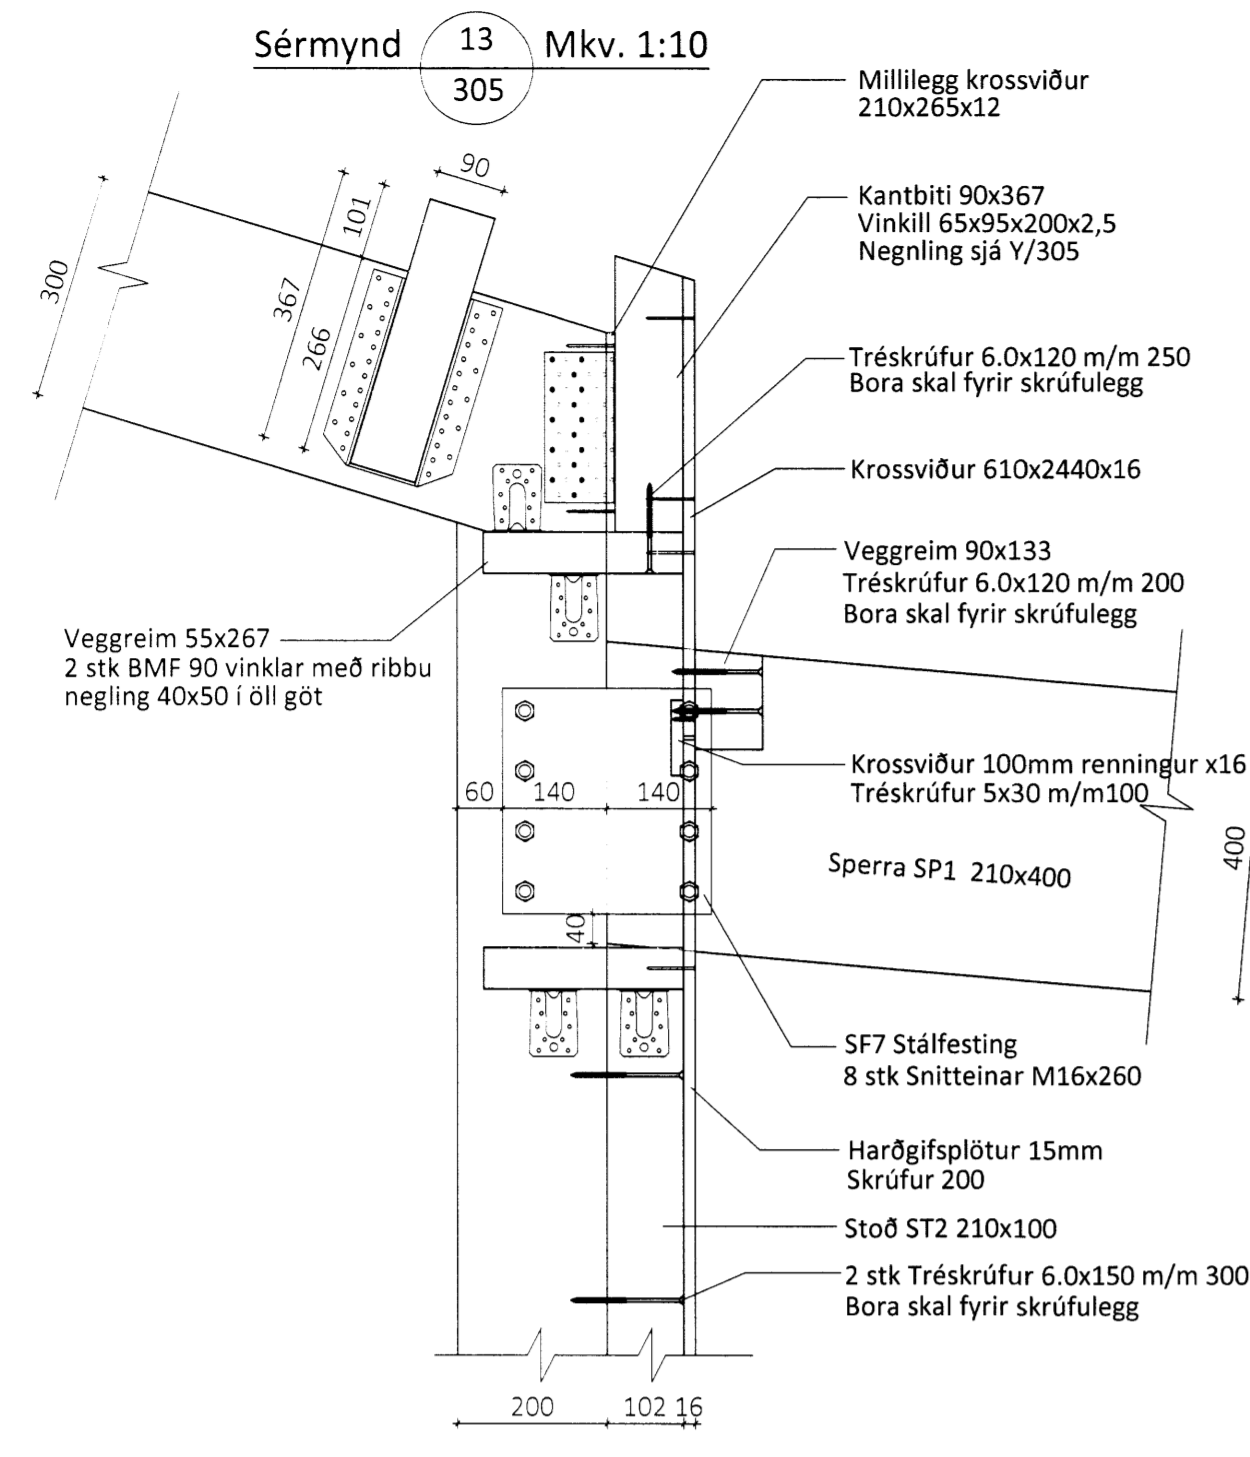 Sérmynd 13 Mkv. 1:10
305
Millilegg krossviður
210x265x12
90
Kantbiti 90x367
Vinkill 65x95x200x2,5
Negnling sjá Y/305
101
300
367
266
Tréskrúfur 6.0x120 m/m 250
Bora skal fyrir skrúfulegg
Krossviður 610x2440x16
Veggreim 90x133
Tréskrúfur 6.0x120 m/m 200
Bora skal fyrir skrúfulegg
Veggreim 55x267
2 stk BMF 90 vinklar með ribbu
negling 40x50 í öll göt
Krossviður 100mm renningur x16
Tréskrúfur 5x30 m/m100
60 140 140
400
Sperra SP1 210x400
40
SF7 Stálfesting
8 stk Snitteinar M16x260
Harðgifsplötur 15mm
Skrúfur 200
Stoð ST2 210x100
2 stk Tréskrúfur 6.0x150 m/m 300
Bora skal fyrir skrúfulegg
200 102 16